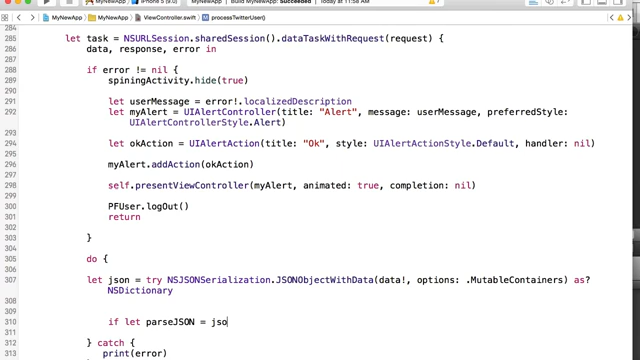 MyNewApp
iPhone 5 (9.0)
Build MyNewApp: Succeeded
Today at 11:58 AM
MyNewApp
MyNewApp
ViewController.swift
processTwitterUser()
284
285 let task = NSURLSession.sharedSession().dataTaskWithRequest(request) {
286 data, response, error in
287
288 if error != nil {
289 spiningActivity.hide(true)
290
291 let userMessage = error!.localizedDescription
292 let myAlert = UIAlertController(title: "Alert", message: userMessage, preferredStyle:
UIAlertControllerStyle.Alert)
293
294 let okAction = UIAlertAction(title: "Ok", style: UIAlertActionStyle.Default, handler: nil)
295
296 myAlert.addAction(okAction)
297
298 self.presentViewController(myAlert, animated: true, completion: nil)
299
300 PFUser.logOut()
301 return
302
303 }
304
305 do {
306
307 let json = try NSJSONSerialization.JSONObjectWithData(data!, options: .MutableContainers) as?
NSDictionary
308
309
310 if let parseJSON = jso
311
312 } catch {
313 print(error)